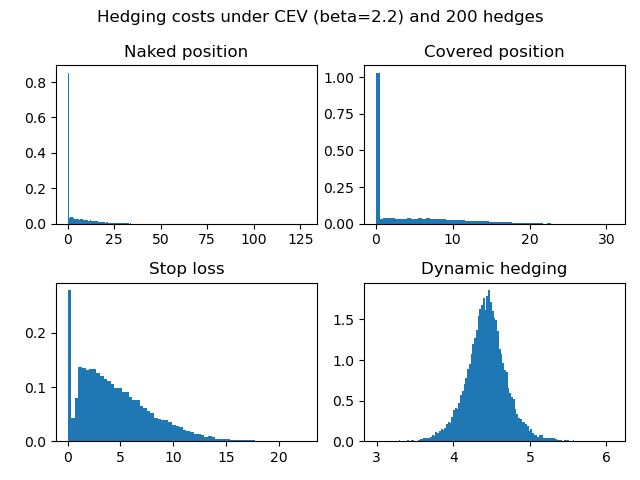 Hedging costs under CEV (beta=2.2) and 200 hedges
Naked position
0.8
0.6
0.4
0.2
0.0
0 25 50 75 100 125
Covered position
1.00
0.75
0.50
0.25
0.00
0 10 20 30
Stop loss
0.2
0.1
0.0
0 5 10 15 20
Dynamic hedging
1.5
1.0
0.5
0.0
3 4 5 6